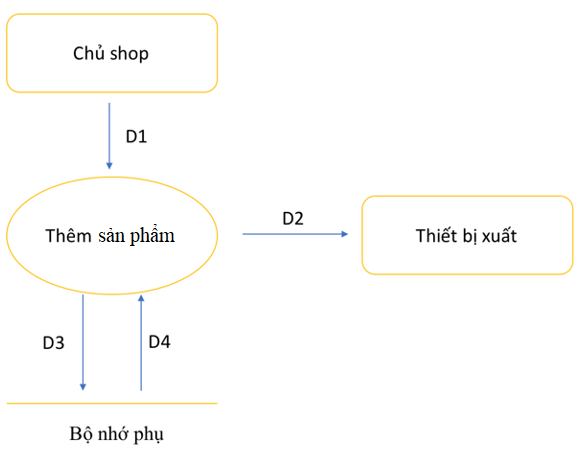 Chủ shop
D1
Thêm sản phẩm
D2
Thiết bị xuất
D3
D4
Bộ nhớ phụ